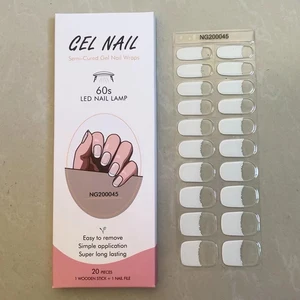 GEL NAIL
Semi-Cured Gel Nail Wraps
60s
LED NAIL LAMP
NG200045
Easy to remove
Simple application
Super long lasting
20 PIECES
1 WOODEN STICK + 1 NAIL FILE
NG200045